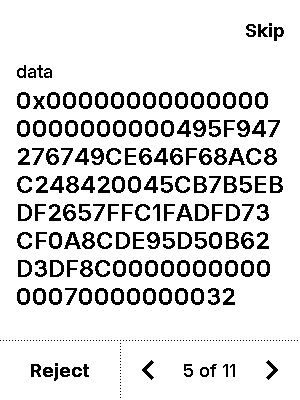 Skip
data
0x00000000000000
0000000000495F947
276749CE646F68AC8
C248420045CB7B5EB
DF2657FFC1FADFD73
CF0A8CDE95D50B62
D3DF8C0000000000
00070000000032
Reject
5 of 11